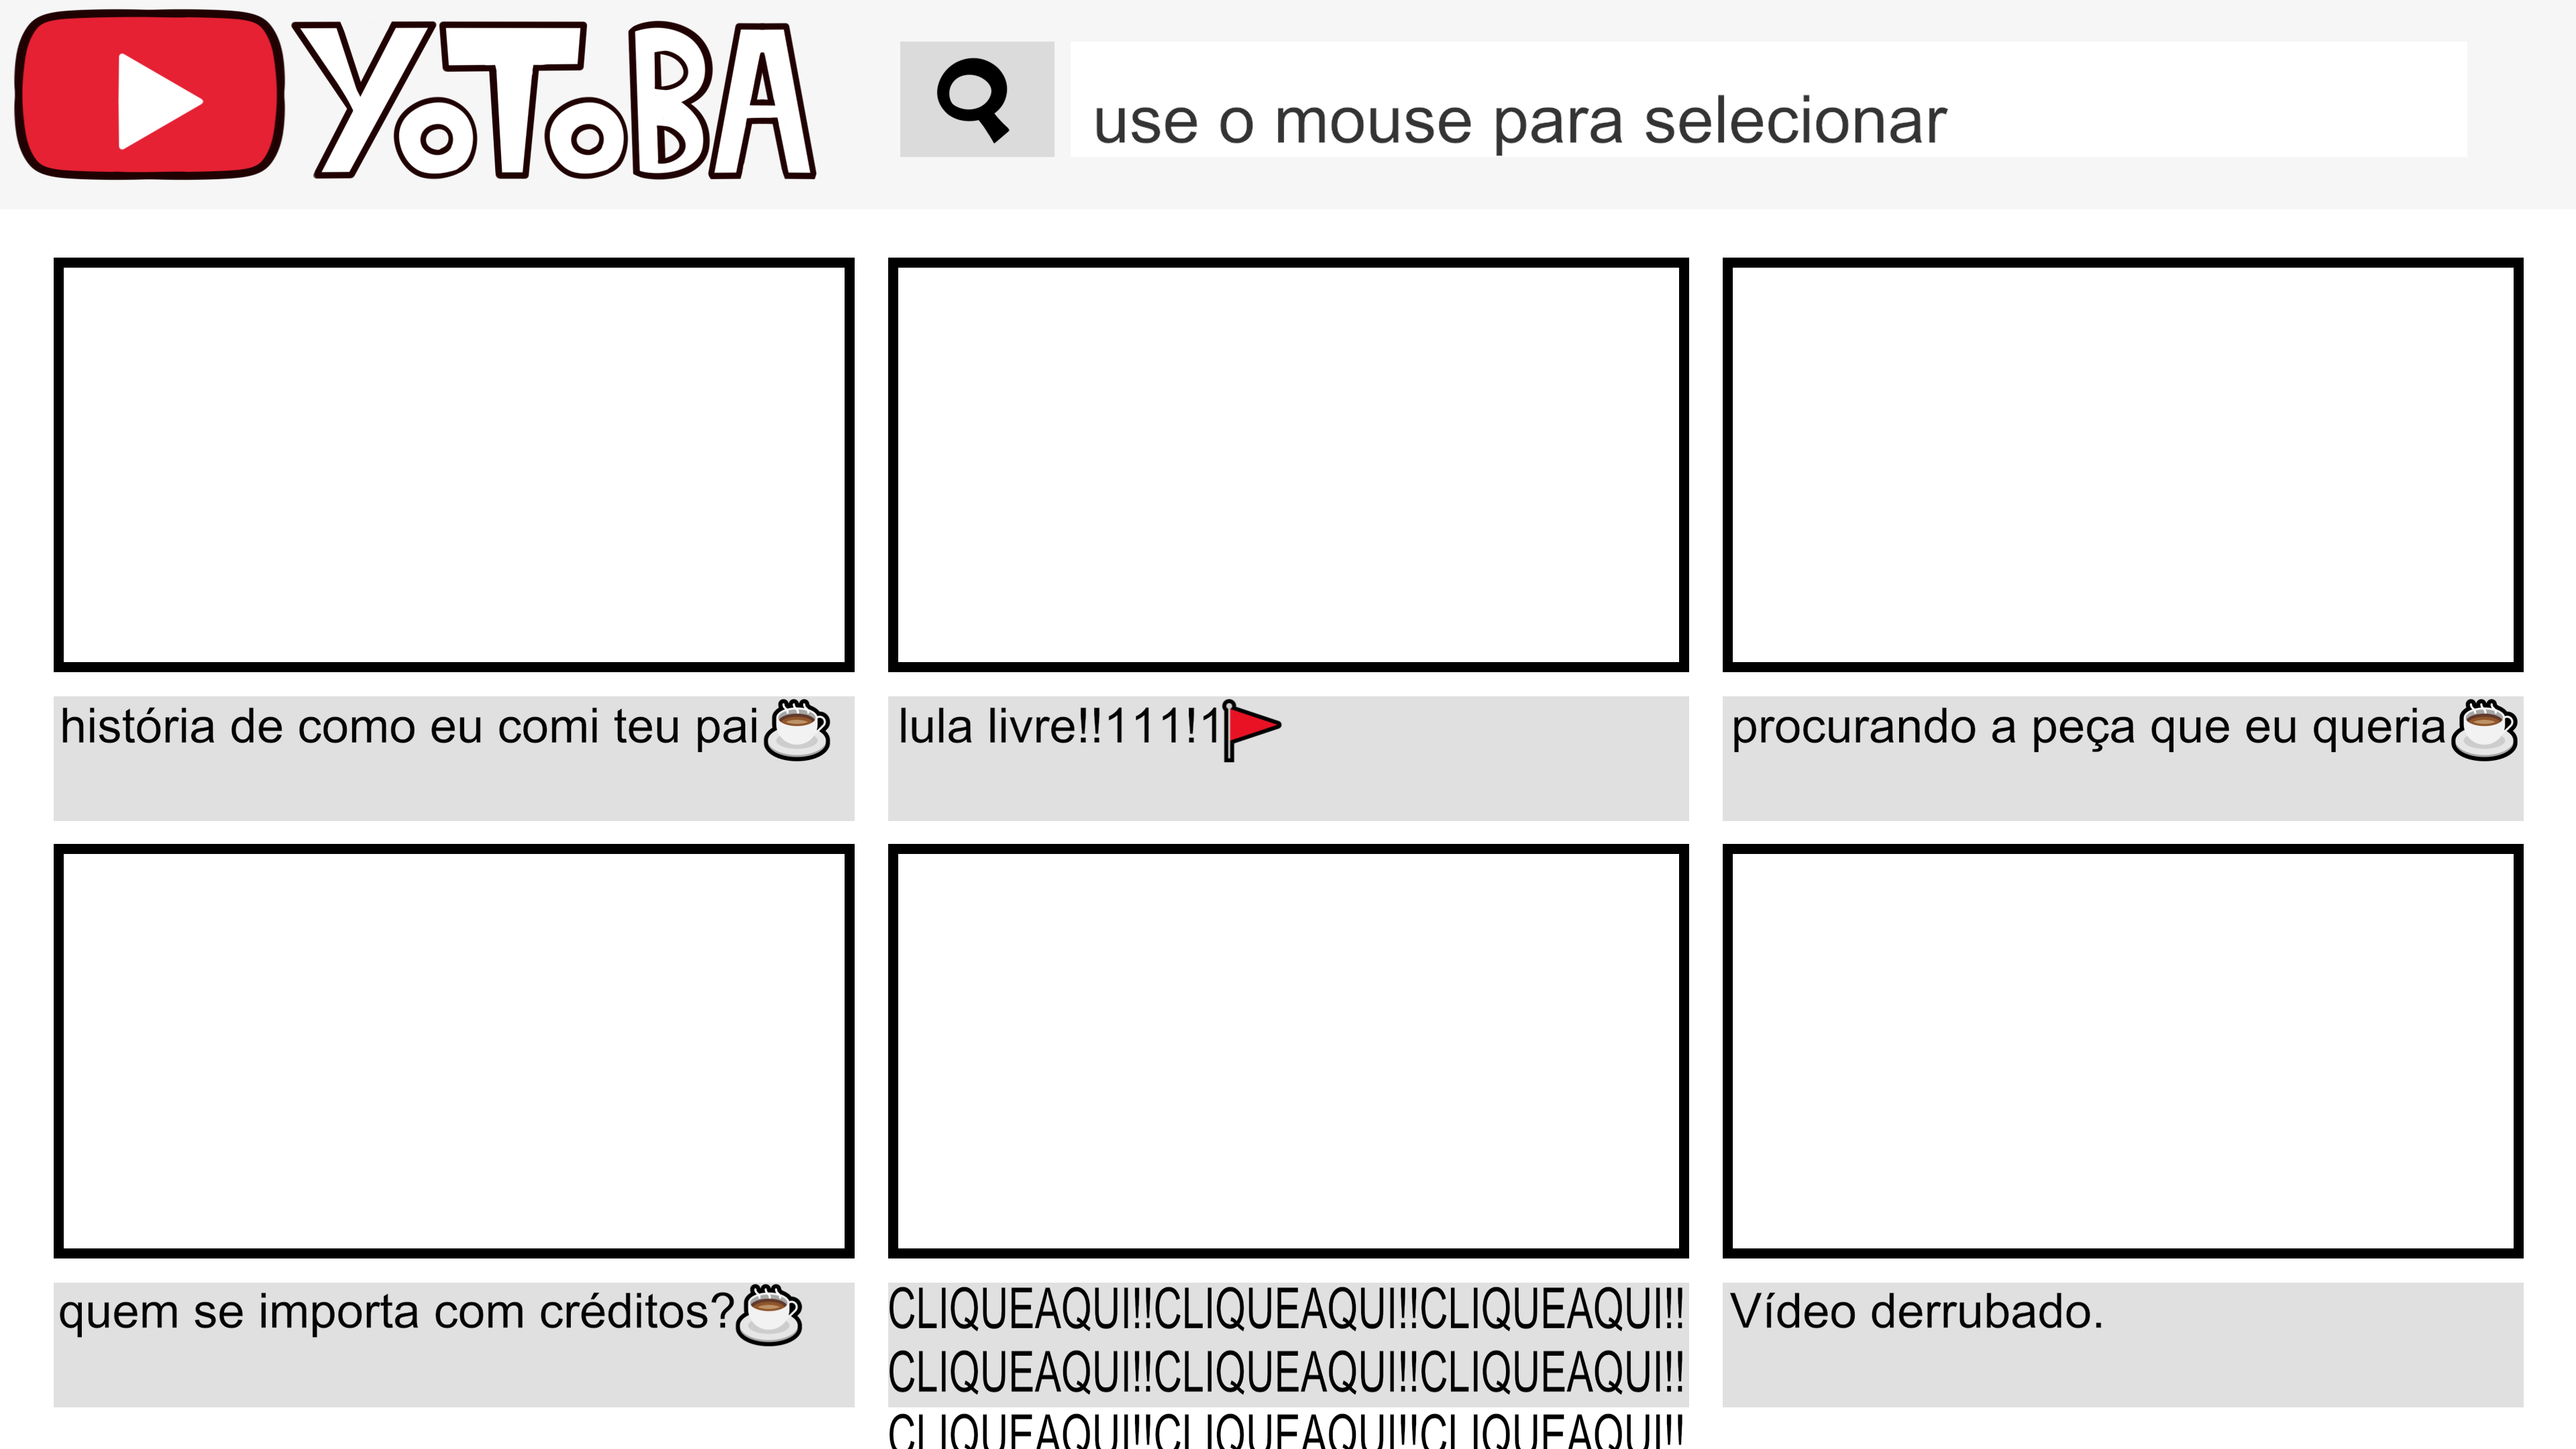 YOTOBA
use o mouse para selecionar
história de como eu comi teu pai☕
lula livre!!111!1🚩
procurando a peça que eu queria☕
quem se importa com créditos?☕
CLIQUEAQUI!!CLIQUEAQUI!!CLIQUEAQUI!!
CLIQUEAQUI!!CLIQUEAQUI!!CLIQUEAQUI!!
CLIQUEAQUI!!CLIQUEAQUI!!CLIQUEAQUI!!
Vídeo derrubado.